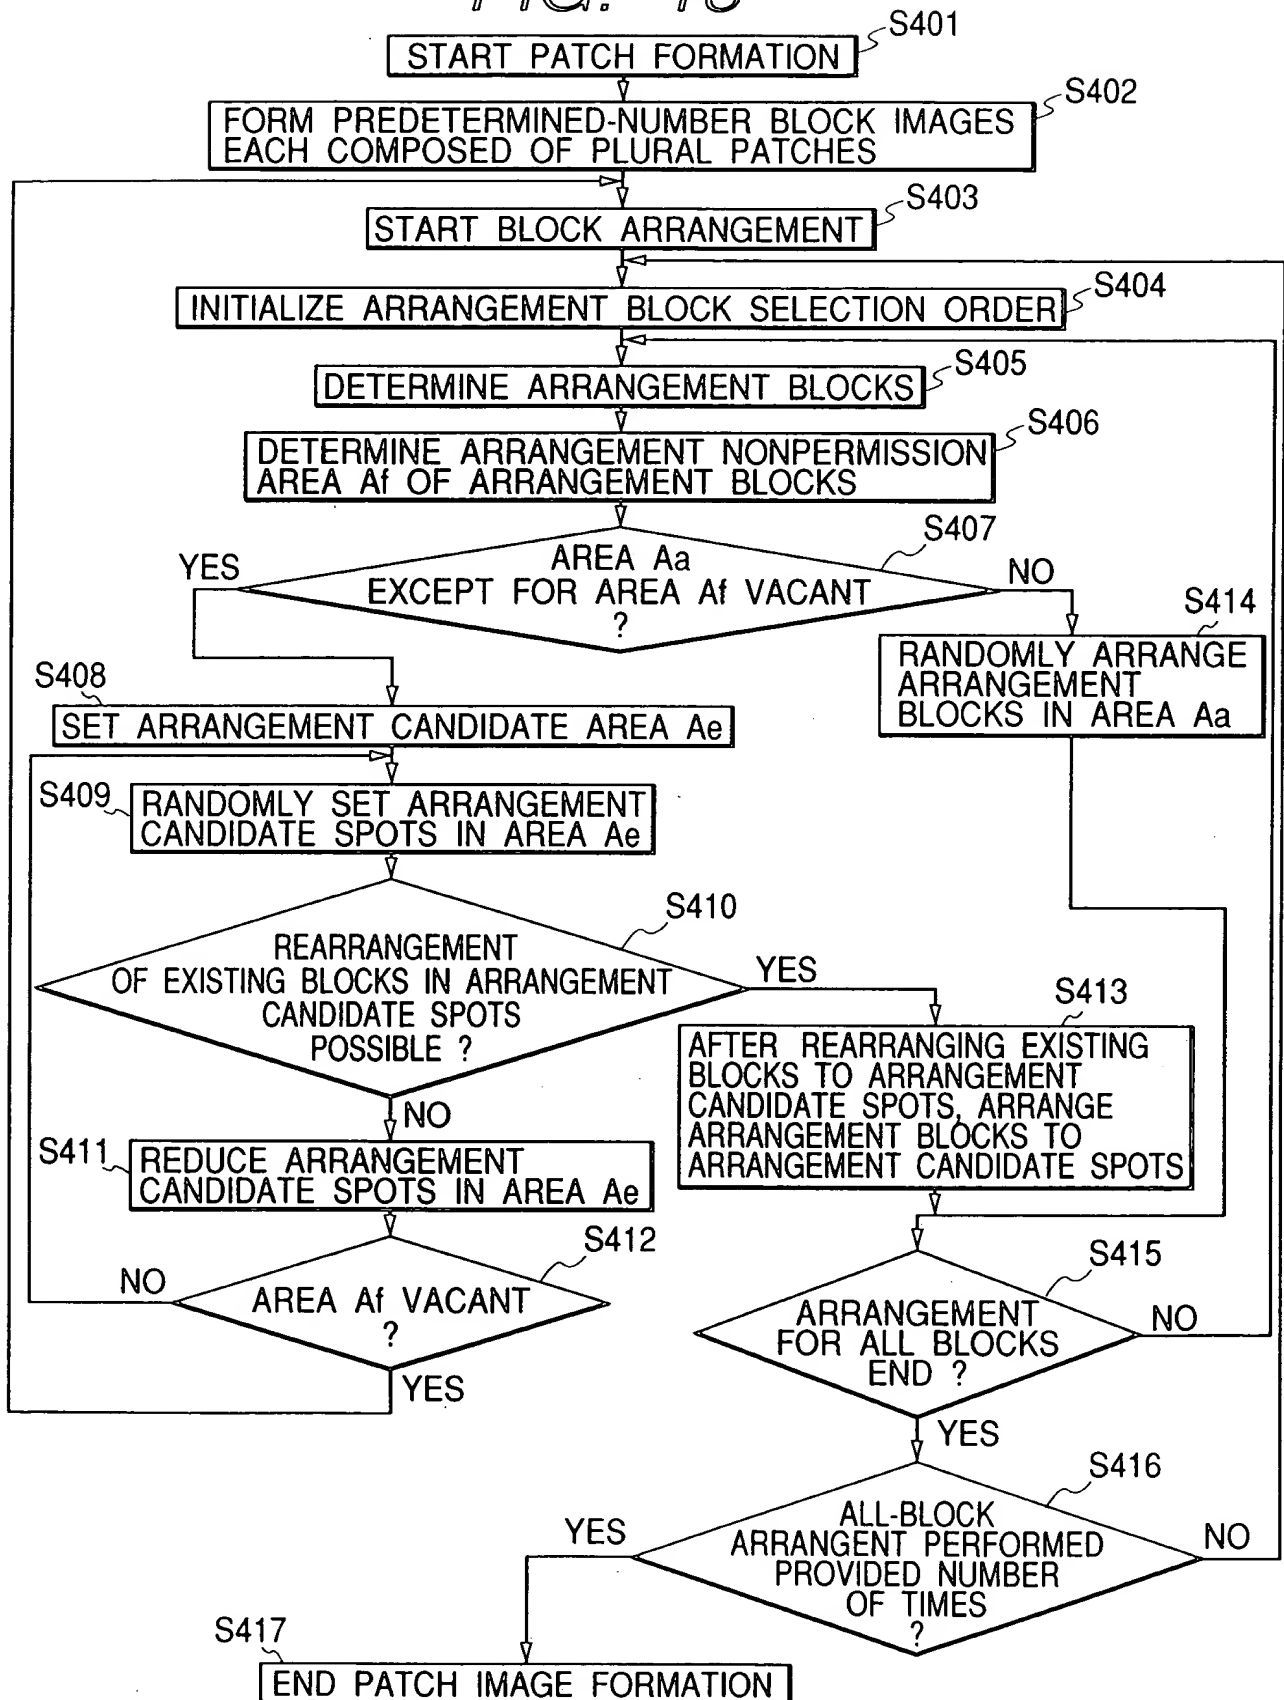 S401
START PATCH FORMATION
S402
FORM PREDETERMINED-NUMBER BLOCK IMAGES
EACH COMPOSED OF PLURAL PATCHES
S403
START BLOCK ARRANGEMENT
S404
INITIALIZE ARRANGEMENT BLOCK SELECTION ORDER
S405
DETERMINE ARRANGEMENT BLOCKS
S406
DETERMINE ARRANGEMENT NONPERMISSION
AREA Af OF ARRANGEMENT BLOCKS
S407
AREA Aa
EXCEPT FOR AREA Af VACANT
?
YES
NO
S414
RANDOMLY ARRANGE
ARRANGEMENT
BLOCKS IN AREA Aa
S408
SET ARRANGEMENT CANDIDATE AREA Ae
S409
RANDOMLY SET ARRANGEMENT
CANDIDATE SPOTS IN AREA Ae
S410
REARRANGEMENT
OF EXISTING BLOCKS IN ARRANGEMENT
CANDIDATE SPOTS
POSSIBLE ?
YES
S413
AFTER REARRANGING EXISTING
BLOCKS TO ARRANGEMENT
CANDIDATE SPOTS, ARRANGE
ARRANGEMENT BLOCKS TO
ARRANGEMENT CANDIDATE SPOTS
NO
S411
REDUCE ARRANGEMENT
CANDIDATE SPOTS IN AREA Ae
S412
AREA Af VACANT
?
NO
YES
S415
ARRANGEMENT
FOR ALL BLOCKS
END ?
NO
YES
S416
ALL-BLOCK
ARRANGENT PERFORMED
PROVIDED NUMBER
OF TIMES
?
YES
NO
S417
END PATCH IMAGE FORMATION